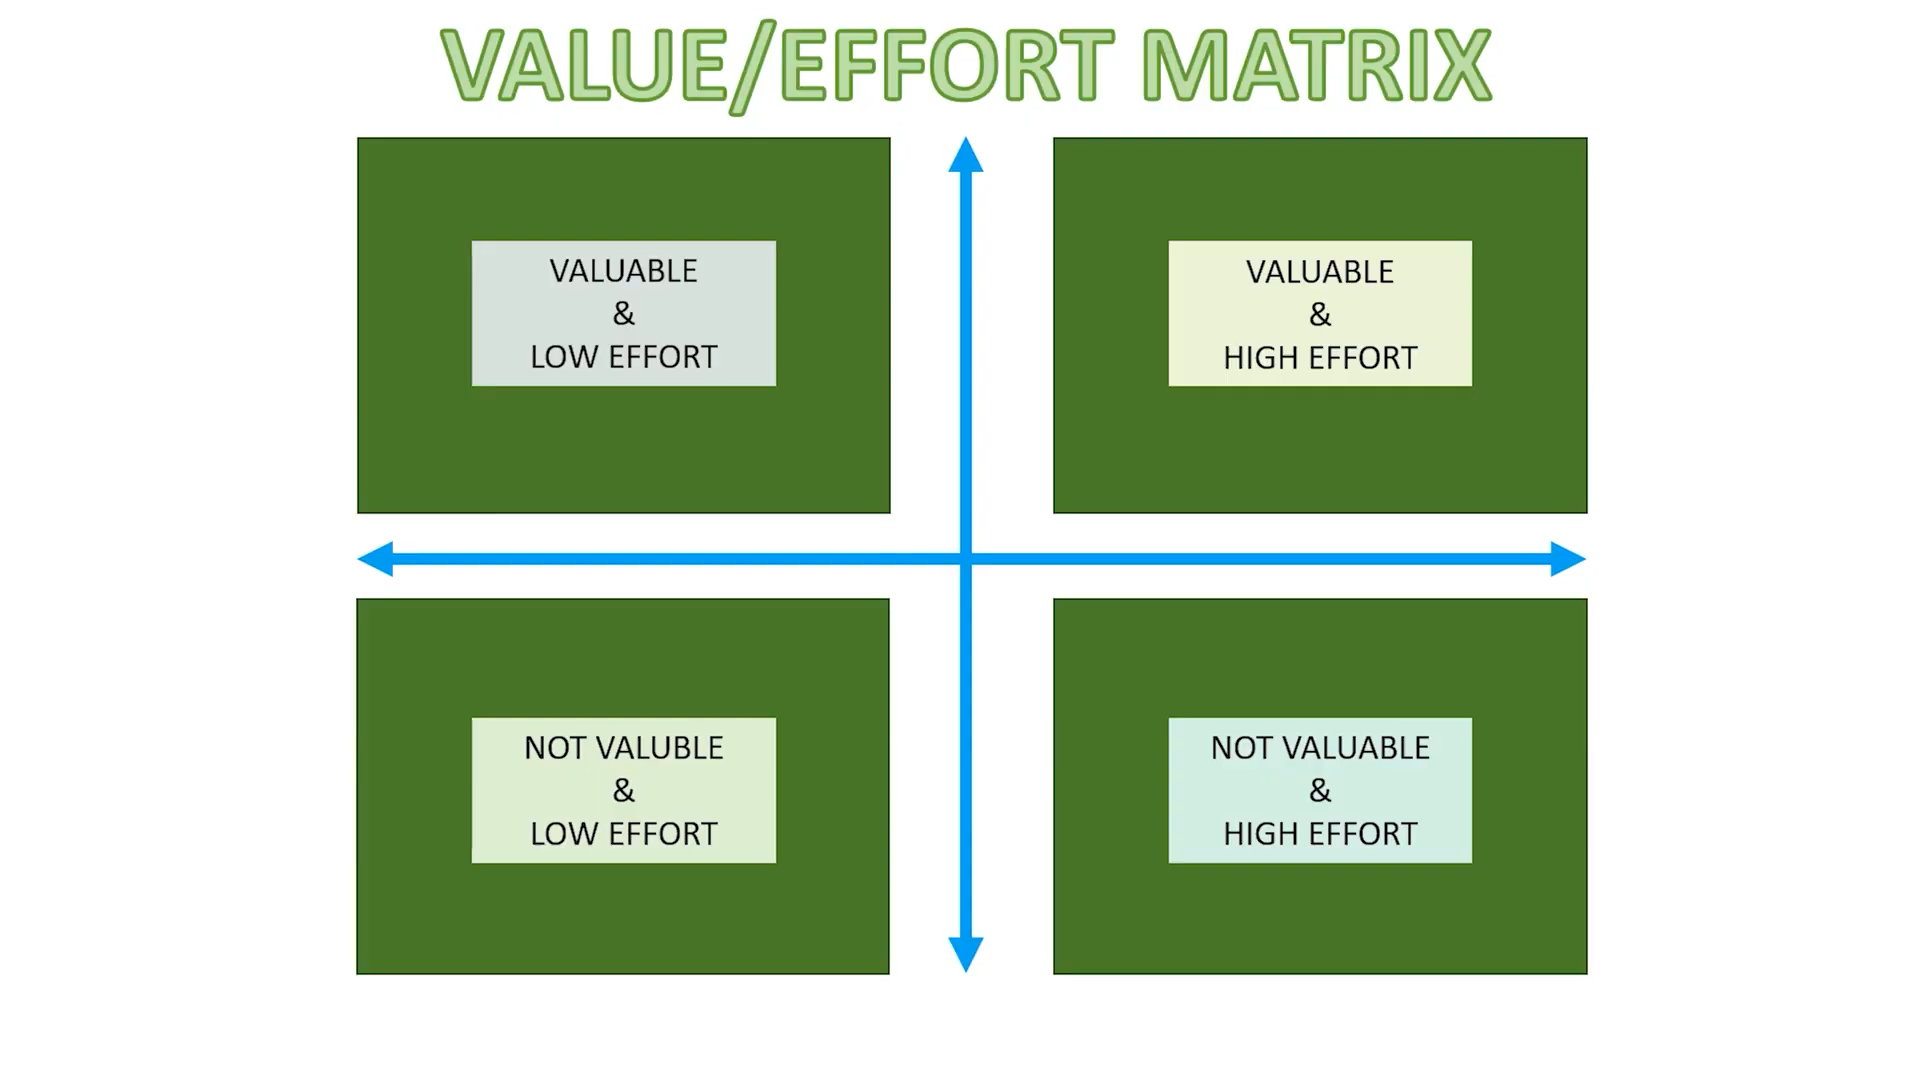 VALUE/EFFORT MATRIX
VALUABLE
&
LOW EFFORT
VALUABLE
&
HIGH EFFORT
NOT VALUBLE
&
LOW EFFORT
NOT VALUABLE
&
HIGH EFFORT